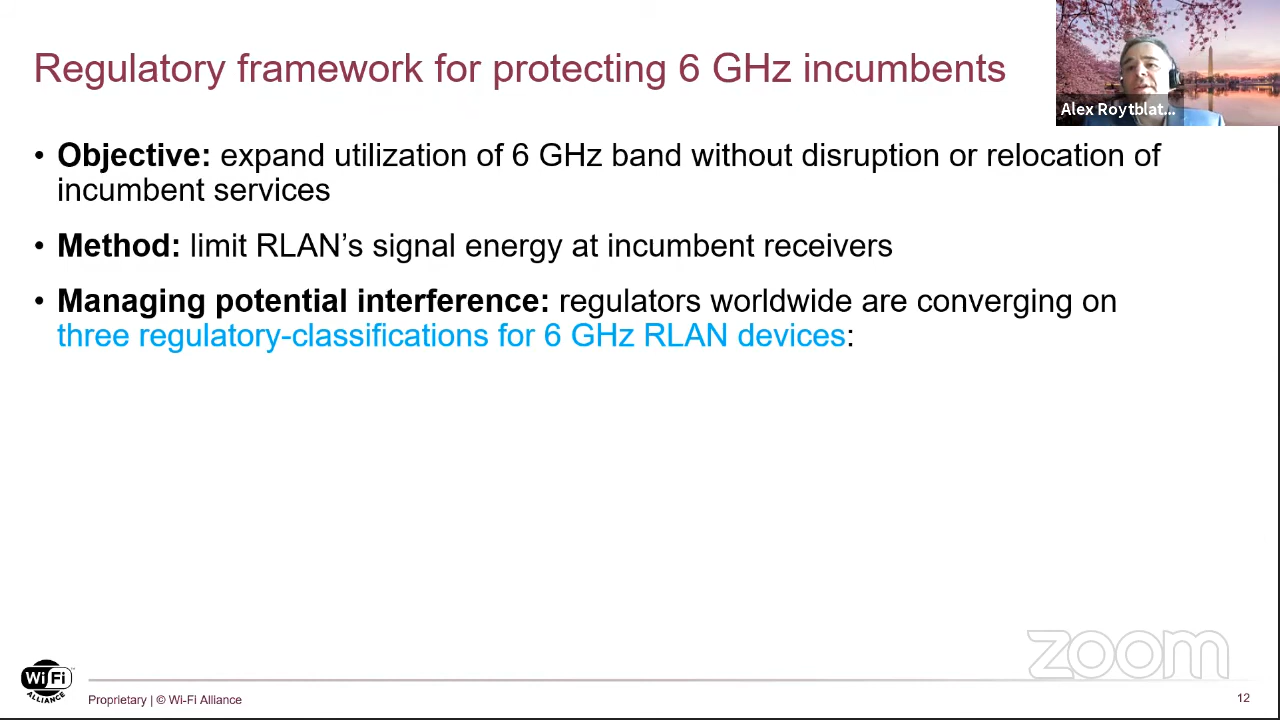 Regulatory framework for protecting 6 GHz incumbents
Alex Roytblat...
• Objective: expand utilization of 6 GHz band without disruption or relocation of
incumbent services
• Method: limit RLAN’s signal energy at incumbent receivers
• Managing potential interference: regulators worldwide are converging on
three regulatory-classifications for 6 GHz RLAN devices:
zoom
Wi Fi
ALLIANCE
Proprietary | © Wi-Fi Alliance
12